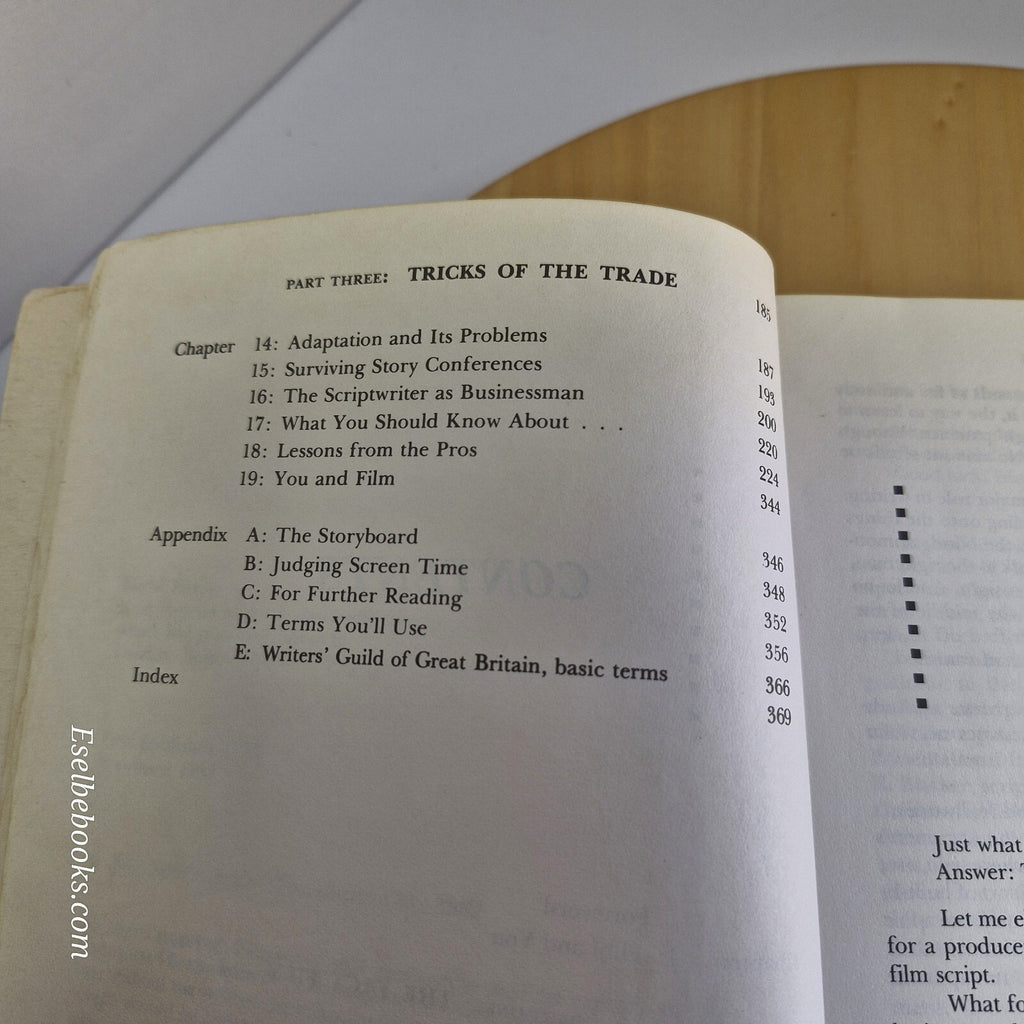 PART THREE: TRICKS OF THE TRADE 185
Chapter 14: Adaptation and Its Problems 187
15: Surviving Story Conferences 193
16: The Scriptwriter as Businessman 200
17: What You Should Know About . . . 220
18: Lessons from the Pros 224
19: You and Film 344
Appendix A: The Storyboard 346
B: Judging Screen Time 348
C: For Further Reading 352
D: Terms You'll Use 356
E: Writers' Guild of Great Britain, basic terms 366
Index 369
Eselbebooks.com
Just what
Answer:
Let me
for a
film script.
What